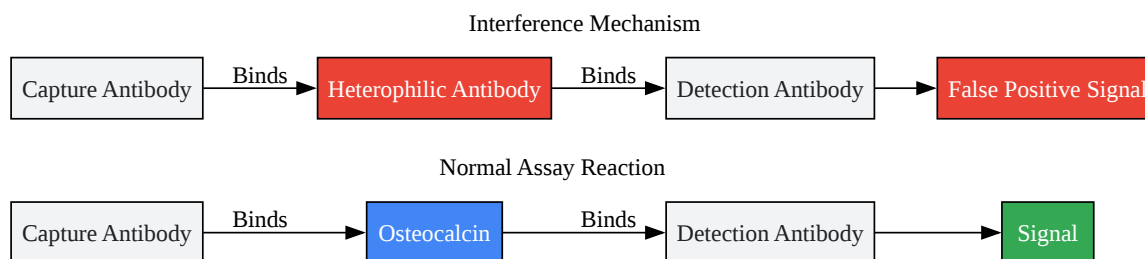 Interference Mechanism
Capture Antibody Binds Heterophilic Antibody Binds Detection Antibody False Positive Signal
Normal Assay Reaction
Capture Antibody Binds Osteocalcin Binds Detection Antibody Signal